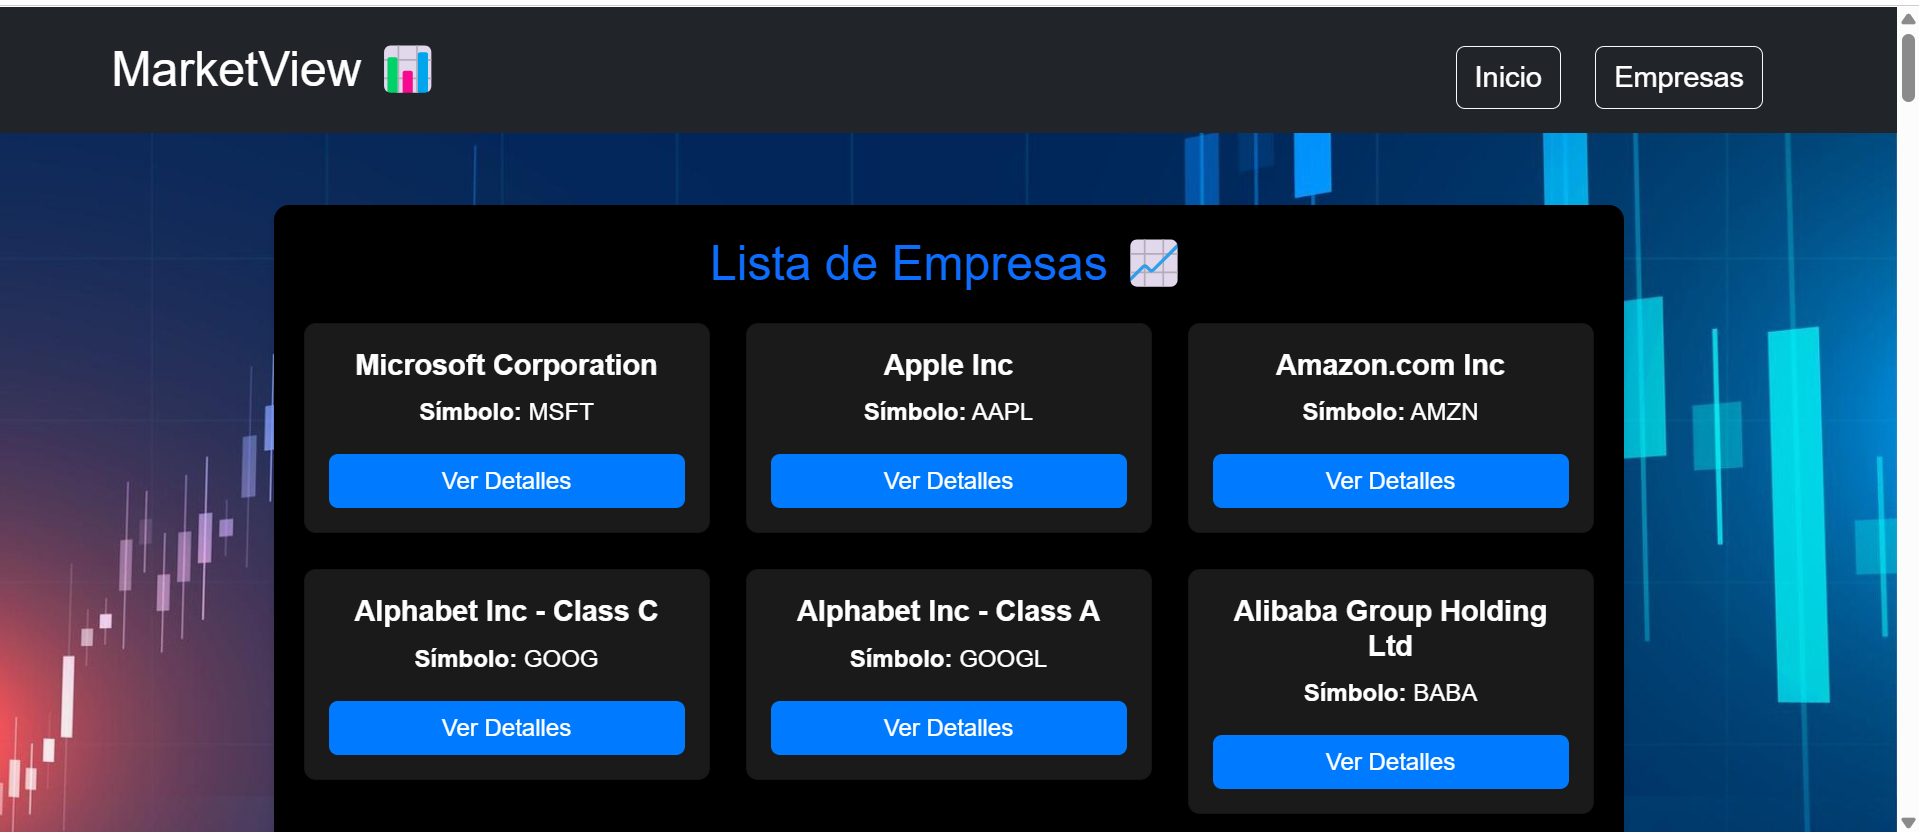 MarketView
Inicio
Empresas
Lista de Empresas
Microsoft Corporation
Símbolo: MSFT
Ver Detalles
Apple Inc
Símbolo: AAPL
Ver Detalles
Amazon.com Inc
Símbolo: AMZN
Ver Detalles
Alphabet Inc - Class C
Símbolo: GOOG
Ver Detalles
Alphabet Inc - Class A
Símbolo: GOOGL
Ver Detalles
Alibaba Group Holding
Ltd
Símbolo: BABA
Ver Detalles